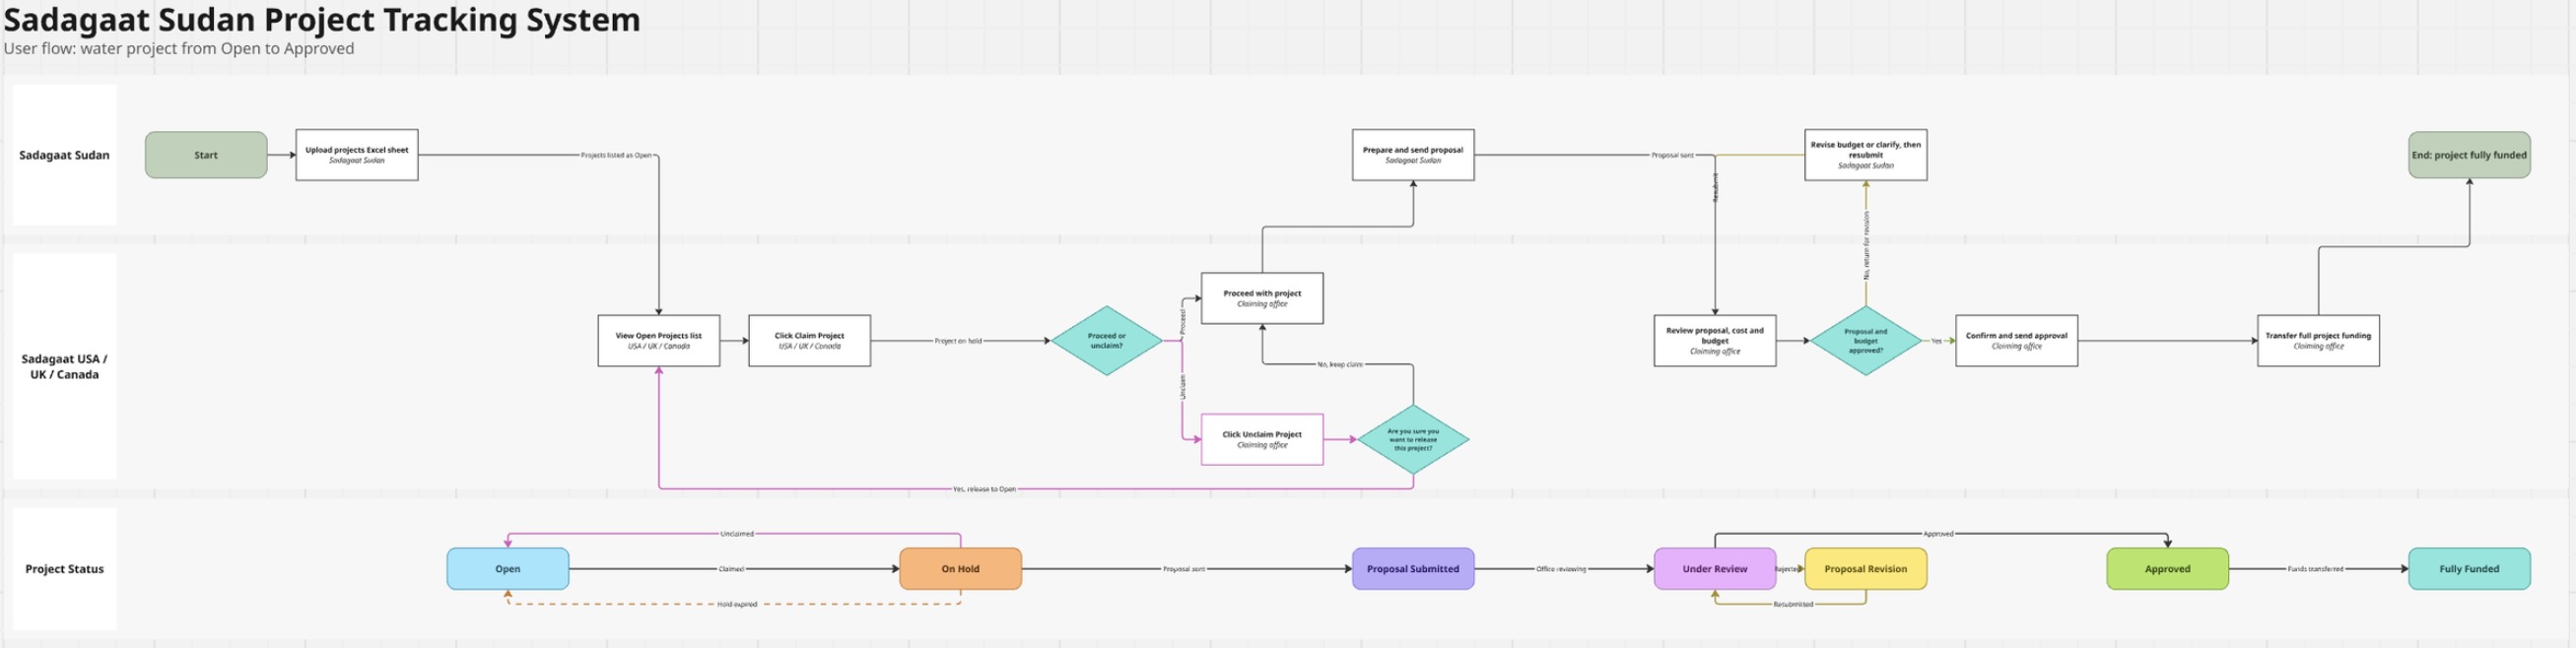 Sadagaat Sudan Project Tracking System
User flow: water project from Open to Approved
Sadagaat Sudan
Start
Upload projects Excel sheet
Sadagaat Sudan
Projects listed as Open
Prepare and send proposal
Sadagaat Sudan
Proposal sent
Resubmit
Revise budget or clarify, then
resubmit
Sadagaat Sudan
End: project fully funded
No, return for revision
Sadagaat USA /
UK / Canada
View Open Projects list
USA / UK / Canada
Click Claim Project
USA / UK / Canada
Project on hold
Proceed or
unclaim?
Proceed
Unclaim
Proceed with project
Claiming office
No, keep claim
Click Unclaim Project
Claiming office
Are you sure you
want to release
this project?
Yes, release to Open
Review proposal, cost and
budget
Claiming office
Proposal and
budget
approved?
Yes
Confirm and send approval
Claiming office
Transfer full project funding
Claiming office
Project Status
Unclaimed
Open
Claimed
On Hold
Hold expired
Proposal sent
Proposal Submitted
Office reviewing
Under Review
Rejected
Proposal Revision
Resubmitted
Approved
Approved
Funds transferred
Fully Funded